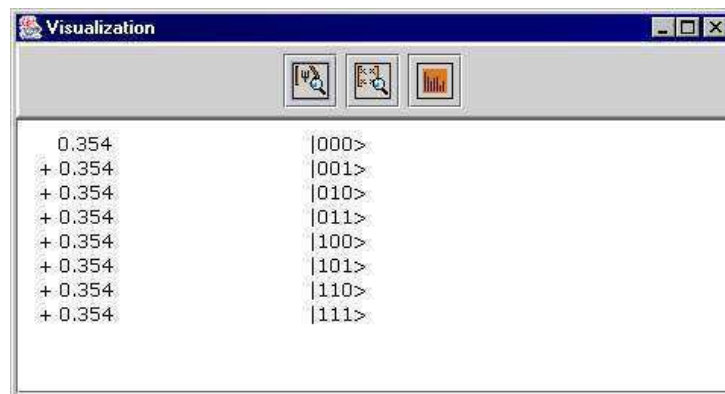 Visualization
0.354 |000>
+ 0.354 |001>
+ 0.354 |010>
+ 0.354 |011>
+ 0.354 |100>
+ 0.354 |101>
+ 0.354 |110>
+ 0.354 |111>